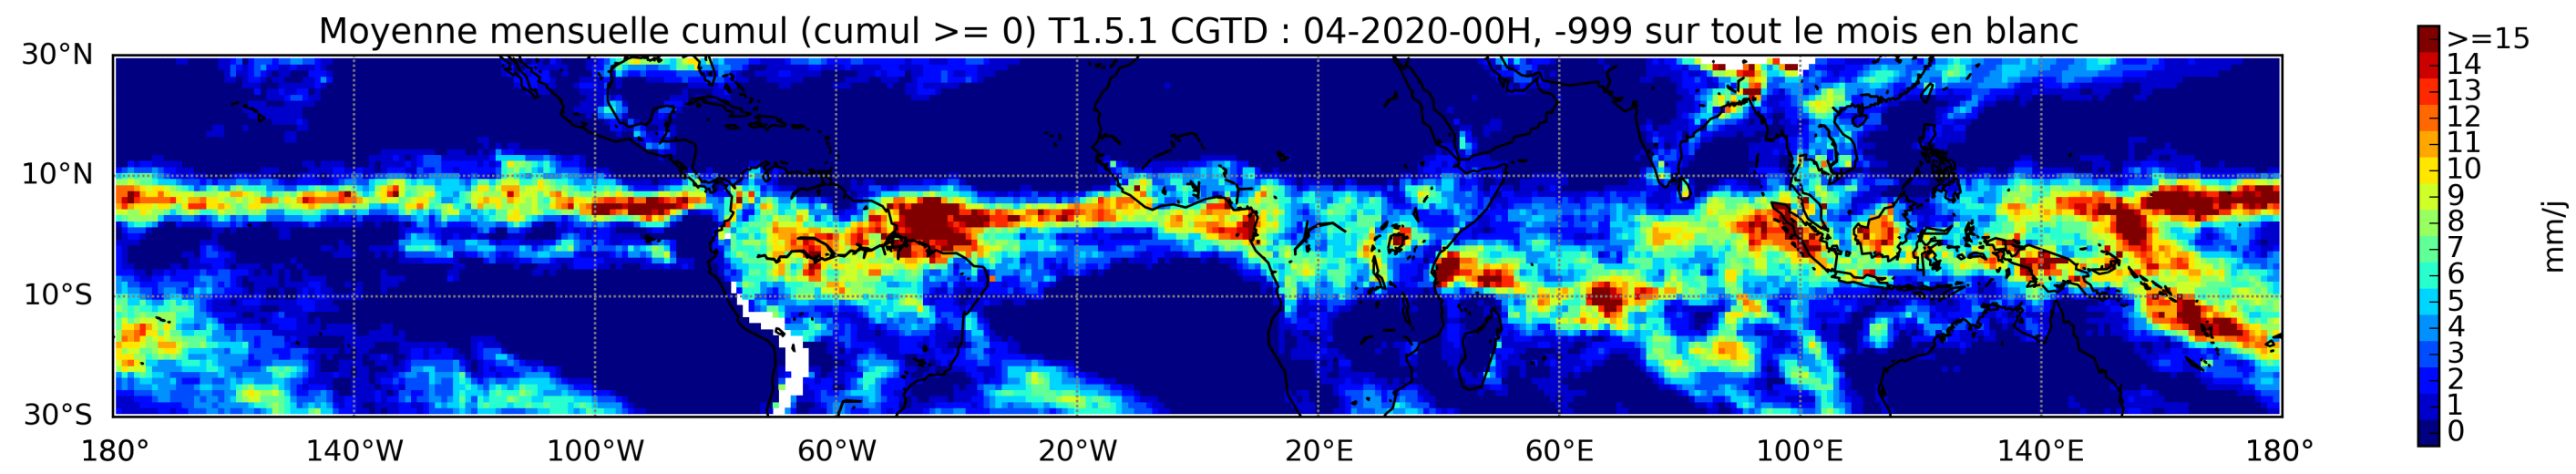 Moyenne mensuelle cumul (cumul >= 0) T1.5.1 CGTD : 04-2020-00H, -999 sur tout le mois en blanc
30°N
10°N
10°S
30°S
180° 140°W 100°W 60°W 20°W 20°E 60°E 100°E 140°E 180°
>=15
14
13
12
11
10
9
8
7
6
5
4
3
2
1
0
mm/j